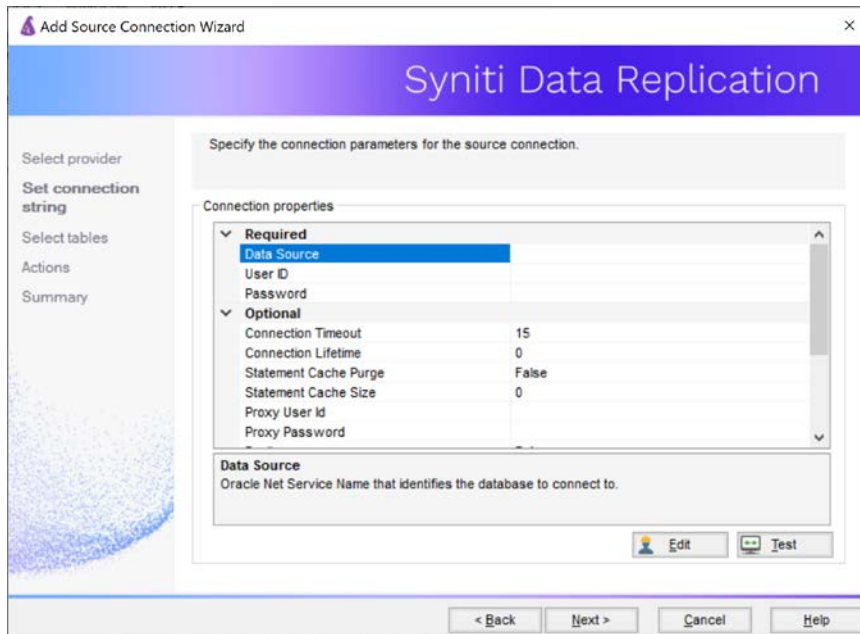 Add Source Connection Wizard
Syniti Data Replication
Select provider
Set connection
string
Select tables
Actions
Summary
Specify the connection parameters for the source connection.
Connection properties
Required
Data Source
User ID
Password
Optional
Connection Timeout 15
Connection Lifetime 0
Statement Cache Purge False
Statement Cache Size 0
Proxy User Id
Proxy Password
Data Source
Oracle Net Service Name that identifies the database to connect to.
Edit Test
< Back Next > Cancel Help